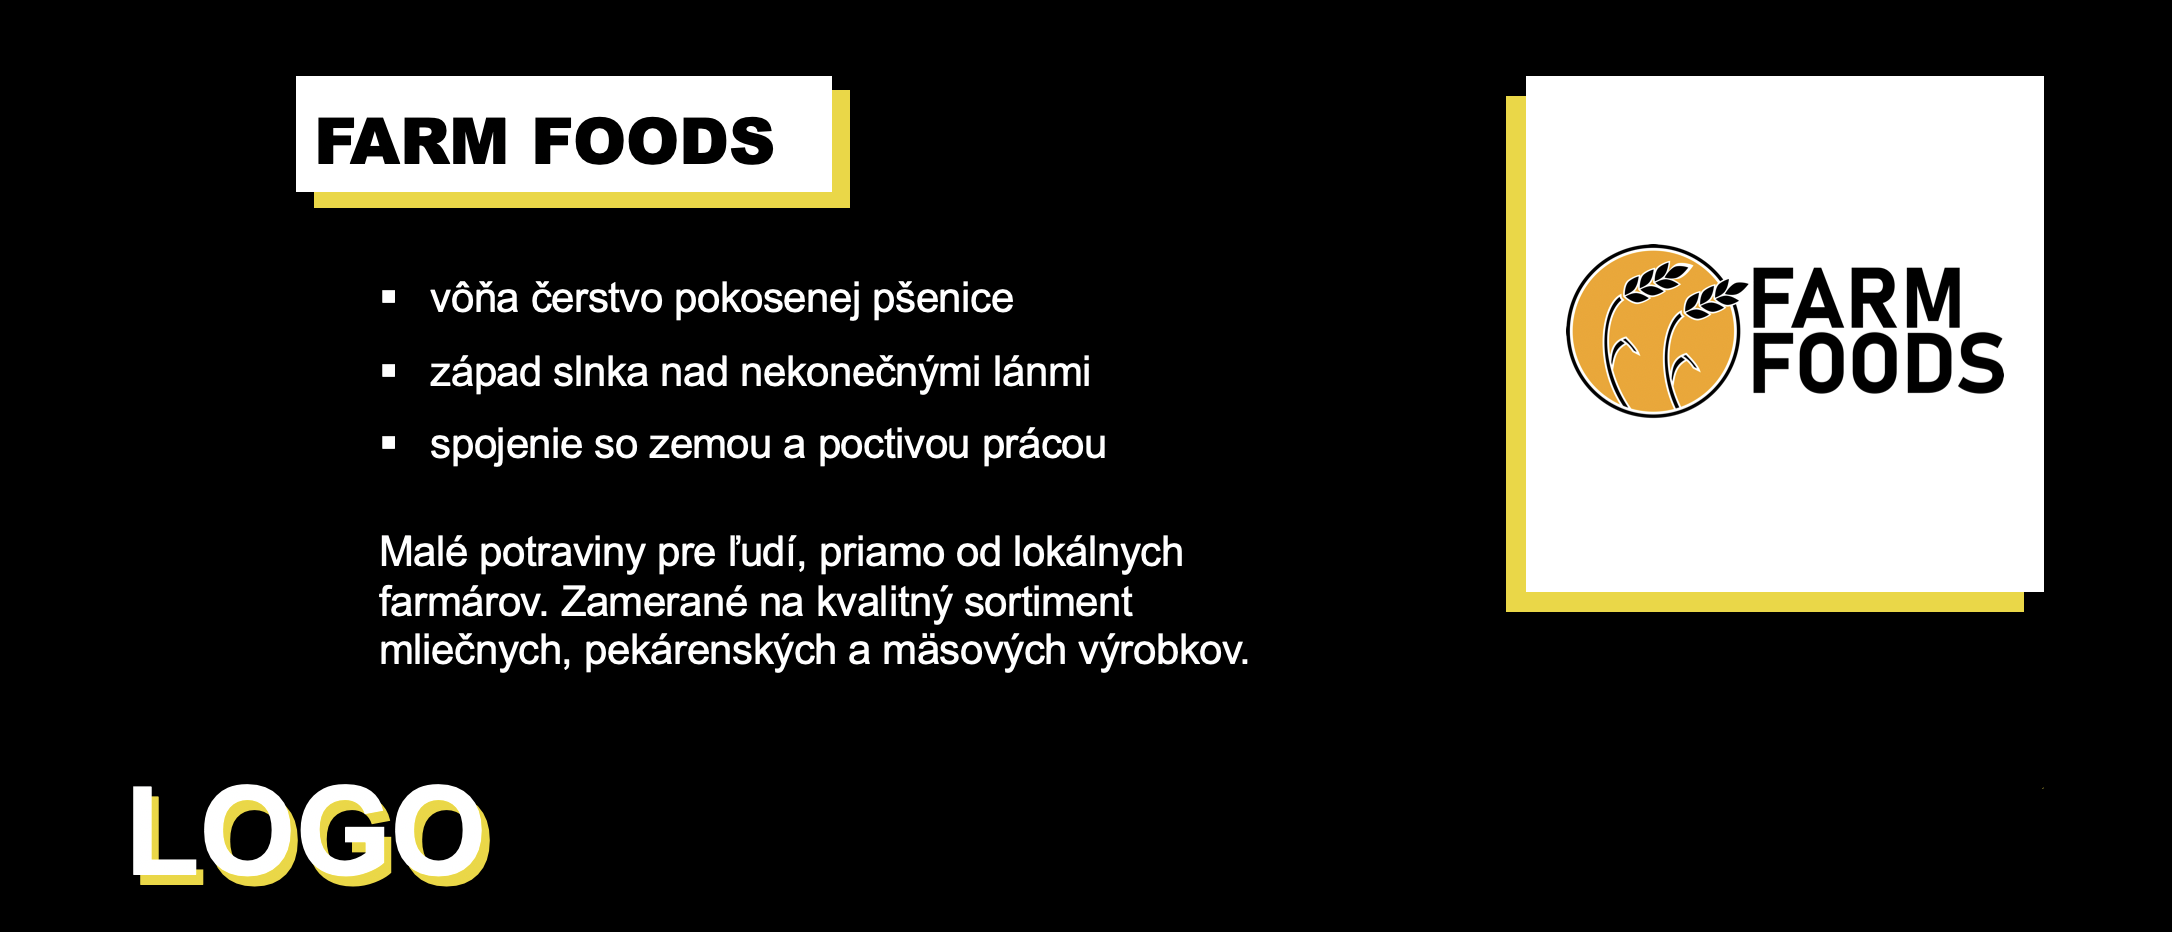 FARM FOODS
▪ vôňa čerstvo pokosenej pšenice
▪ západ slnka nad nekonečnými lánmi
▪ spojenie so zemou a poctivou prácou
Malé potraviny pre ľudí, priamo od lokálnych
farmárov. Zamerané na kvalitný sortiment
mliečnych, pekárenských a mäsových výrobkov.
FARM
FOODS
LOGO